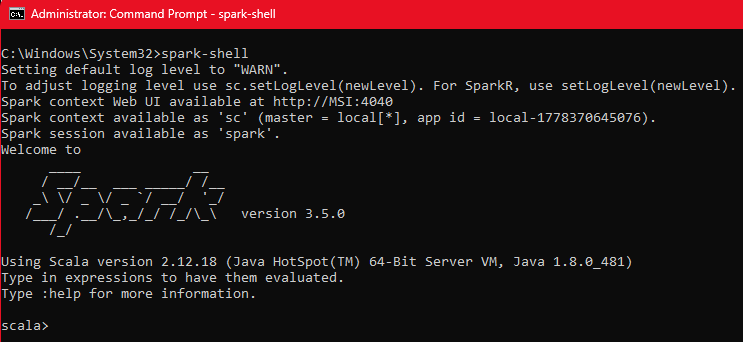 Administrator: Command Prompt - spark-shell
C:\Windows\System32>spark-shell
Setting default log level to "WARN".
To adjust logging level use sc.setLogLevel(newLevel). For SparkR, use setLogLevel(newLevel).
Spark context Web UI available at http://MSI:4040
Spark context available as 'sc' (master = local[*], app id = local-1778370645076).
Spark session available as 'spark'.
Welcome to
      ____              __
     / __/__  ___ _____/ /__
    _\ \/ _ \/ _ `/ __/  '_/
   /___/ .__/\_,_/_/ /_/\_\   version 3.5.0
      /_/
Using Scala version 2.12.18 (Java HotSpot(TM) 64-Bit Server VM, Java 1.8.0_481)
Type in expressions to have them evaluated.
Type :help for more information.
scala>